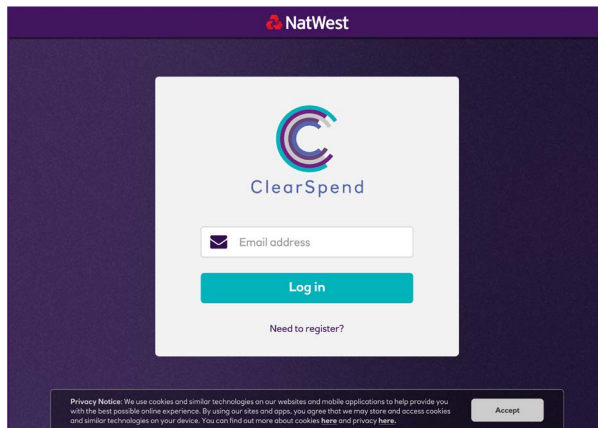 NatWest
ClearSpend
Email address
Log in
Need to register?
Privacy Notice: We use cookies and similar technologies on our websites and mobile applications to help provide you
with the best possible online experience. By using our sites and apps, you agree that we may store and access cookies
and similar technologies on your device. You can find out more about cookies here and privacy here.
Accept